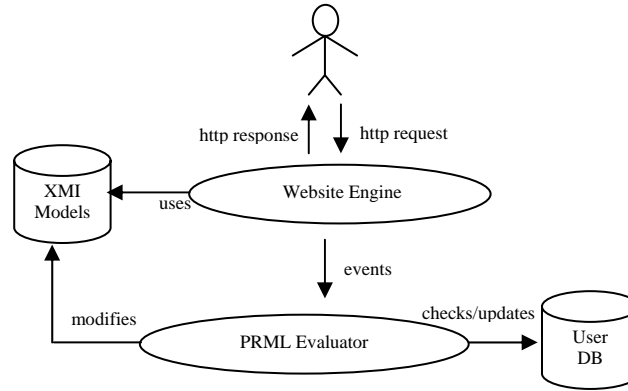 http response
http request
XMI
Models
uses
Website Engine
events
modifies
PRML Evaluator
checks/updates
User
DB